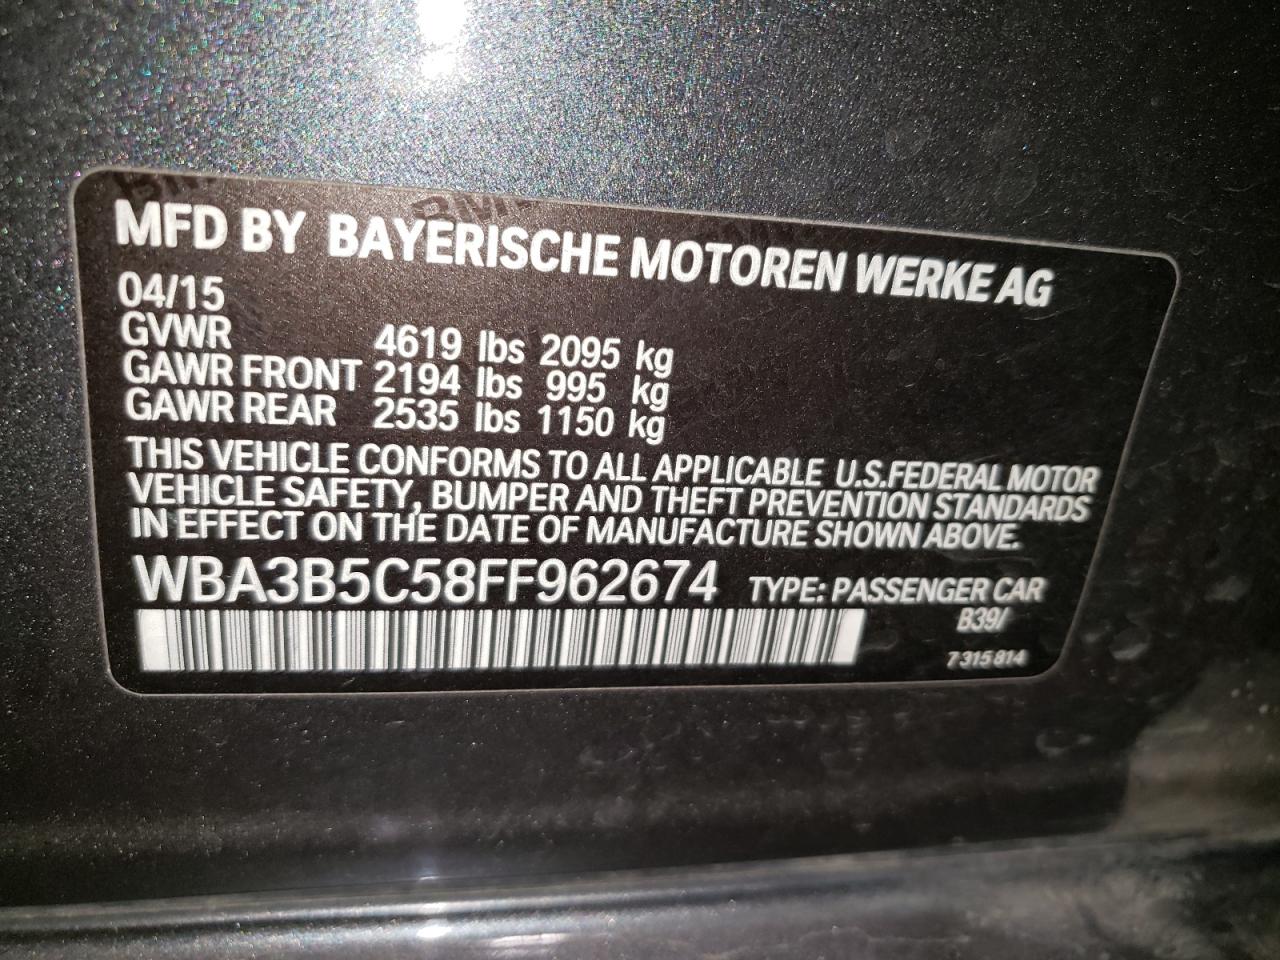 MFD BY BAYERISCHE MOTOREN WERKE AG
04/15
GVWR 4619 lbs 2095 kg
GAWR FRONT 2194 lbs 995 kg
GAWR REAR 2535 lbs 1150 kg
THIS VEHICLE CONFORMS TO ALL APPLICABLE U.S.FEDERAL MOTOR
VEHICLE SAFETY, BUMPER AND THEFT PREVENTION STANDARDS
IN EFFECT ON THE DATE OF MANUFACTURE SHOWN ABOVE.
WBA3B5C58FF962674 TYPE: PASSENGER CAR
B39/
7 315 814